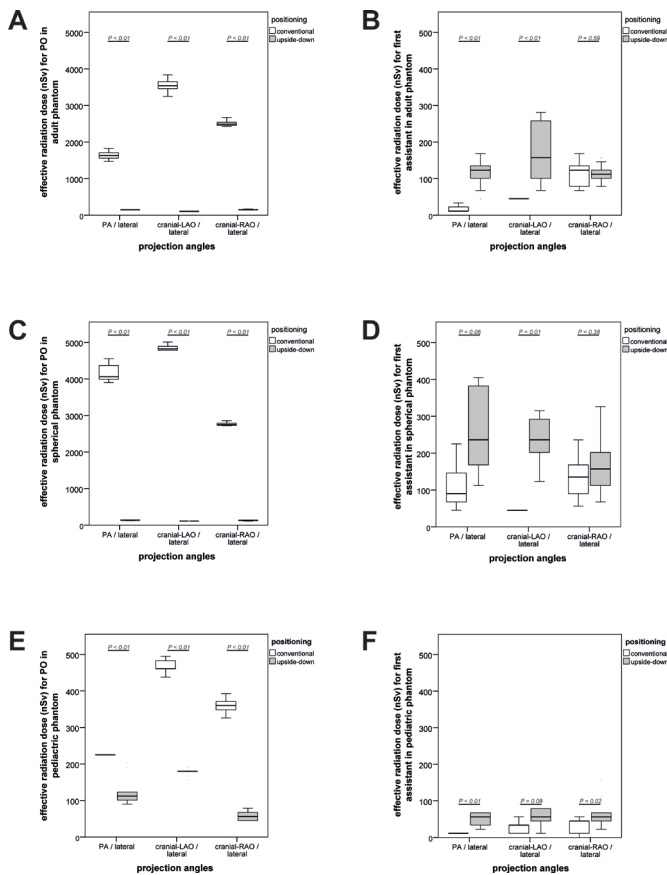 A
effective radiation dose (nSv) for PO in
adult phantom
5000
4000
3000
2000
1000
0
P < 0.01
P < 0.01
P < 0.01
positioning
conventional
upside-down
PA / lateral
cranial-LAO /
lateral
cranial-RAO /
lateral
projection angles
B
effective radiation dose (nSv) for first
assistant in adult phantom
500
400
300
200
100
0
P < 0.01
P < 0.01
P = 0.59
positioning
conventional
upside-down
PA / lateral
cranial-LAO /
lateral
cranial-RAO /
lateral
projection angles
C
effective radiation dose (nSv) for PO in
spherical phantom
5000
4000
3000
2000
1000
0
P < 0.01
P < 0.01
P < 0.01
positioning
conventional
upside-down
PA / lateral
cranial-LAO /
lateral
cranial-RAO /
lateral
projection angles
D
effective radiation dose (nSv) for first
assistant in spherical phantom
500
400
300
200
100
0
P = 0.06
P < 0.01
P = 0.39
positioning
conventional
upside-down
PA / lateral
cranial-LAO /
lateral
cranial-RAO /
lateral
projection angles
E
effective radiation dose (nSv) for PO in
pediactric phantom
500
400
300
200
100
0
P < 0.01
P < 0.01
P < 0.01
positioning
conventional
upside-down
PA / lateral
cranial-LAO /
lateral
cranial-RAO /
lateral
projection angles
F
effective radiation dose (nSv) for first
assistant in pediatric phantom
500
400
300
200
100
0
P < 0.01
P = 0.09
P = 0.02
positioning
conventional
upside-down
PA / lateral
cranial-LAO /
lateral
cranial-RAO /
lateral
projection angles